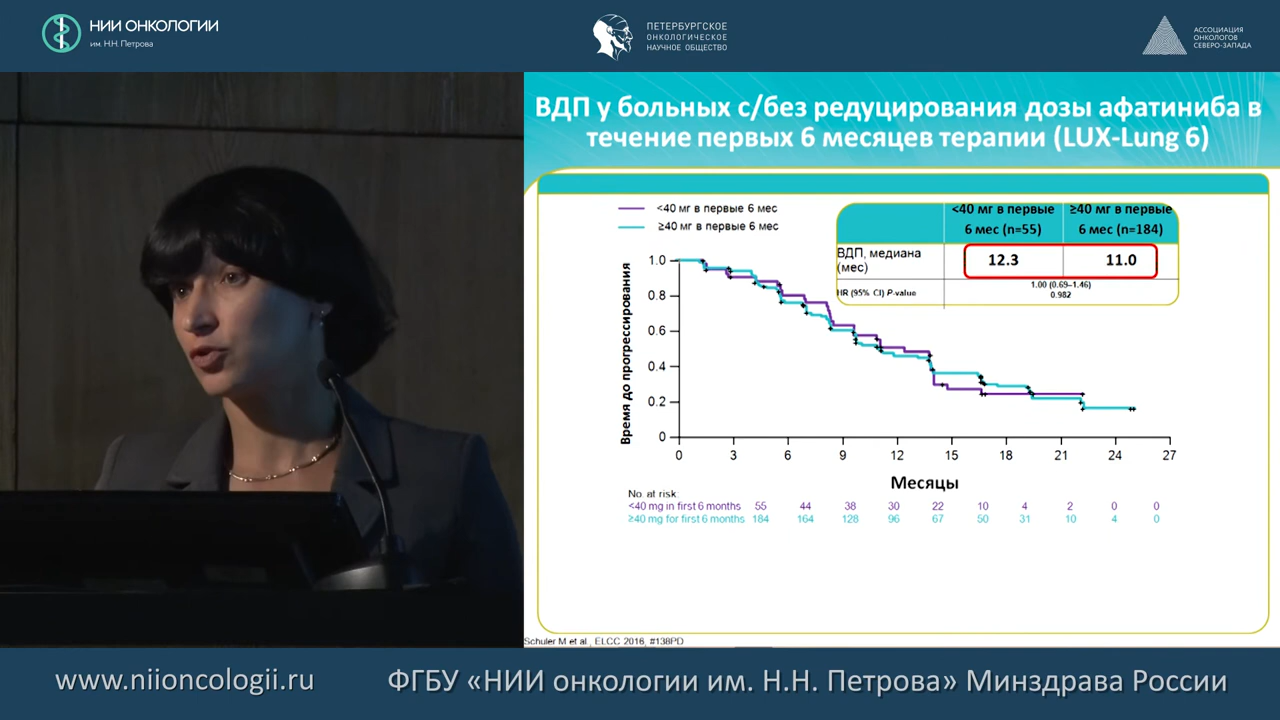 НИИ ОНКОЛОГИИ
им. Н.Н. Петрова
ПЕТЕРБУРГСКОЕ
ОНКОЛОГИЧЕСКОЕ
НАУЧНОЕ ОБЩЕСТВО
АССОЦИАЦИЯ
ОНКОЛОГОВ
СЕВЕРО-ЗАПАДА
ВДП у больных с/без редуцирования дозы афатиниба в
течение первых 6 месяцев терапии (LUX-Lung 6)
<40 мг в первые 6 мес
≥40 мг в первые 6 мес
<40 мг в первые
6 мес (n=55)
≥40 мг в первые
6 мес (n=184)
ВДП, медиана
(мес)
12.3
11.0
HR (95% CI) P-value
1.00 (0.69–1.46)
0.982
Время до прогрессирования
1.0
0.8
0.6
0.4
0.2
0
0 3 6 9 12 15 18 21 24 27
Месяцы
No. at risk:
<40 mg in first 6 months 55 44 38 30 22 10 4 2 0 0
≥40 mg for first 6 months 184 164 128 96 67 50 31 10 4 0
Schuler M et al., ELCC 2016, #138PD
www.niioncologii.ru
ФГБУ «НИИ онкологии им. Н.Н. Петрова» Минздрава России